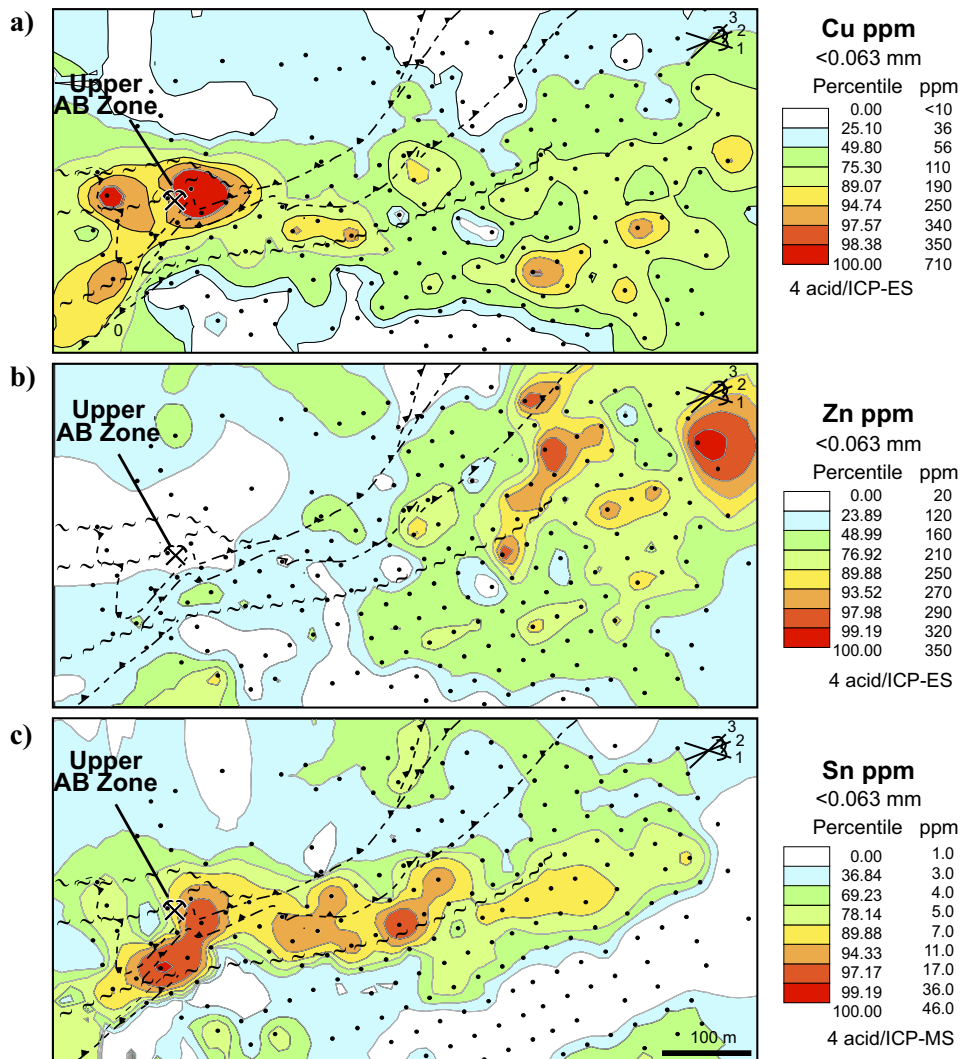 a)
Upper
AB Zone
3
2
1
0
Cu ppm
<0.063 mm
Percentile ppm
0.00 <10
25.10 36
49.80 56
75.30 110
89.07 190
94.74 250
97.57 340
98.38 350
100.00 710
4 acid/ICP-ES
b)
Upper
AB Zone
3
2
1
Zn ppm
<0.063 mm
Percentile ppm
0.00 20
23.89 120
48.99 160
76.92 210
89.88 250
93.52 270
97.98 290
99.19 320
100.00 350
4 acid/ICP-ES
c)
Upper
AB Zone
3
2
1
100 m
Sn ppm
<0.063 mm
Percentile ppm
0.00 1.0
36.84 3.0
69.23 4.0
78.14 5.0
89.88 7.0
94.33 11.0
97.17 17.0
99.19 36.0
100.00 46.0
4 acid/ICP-MS